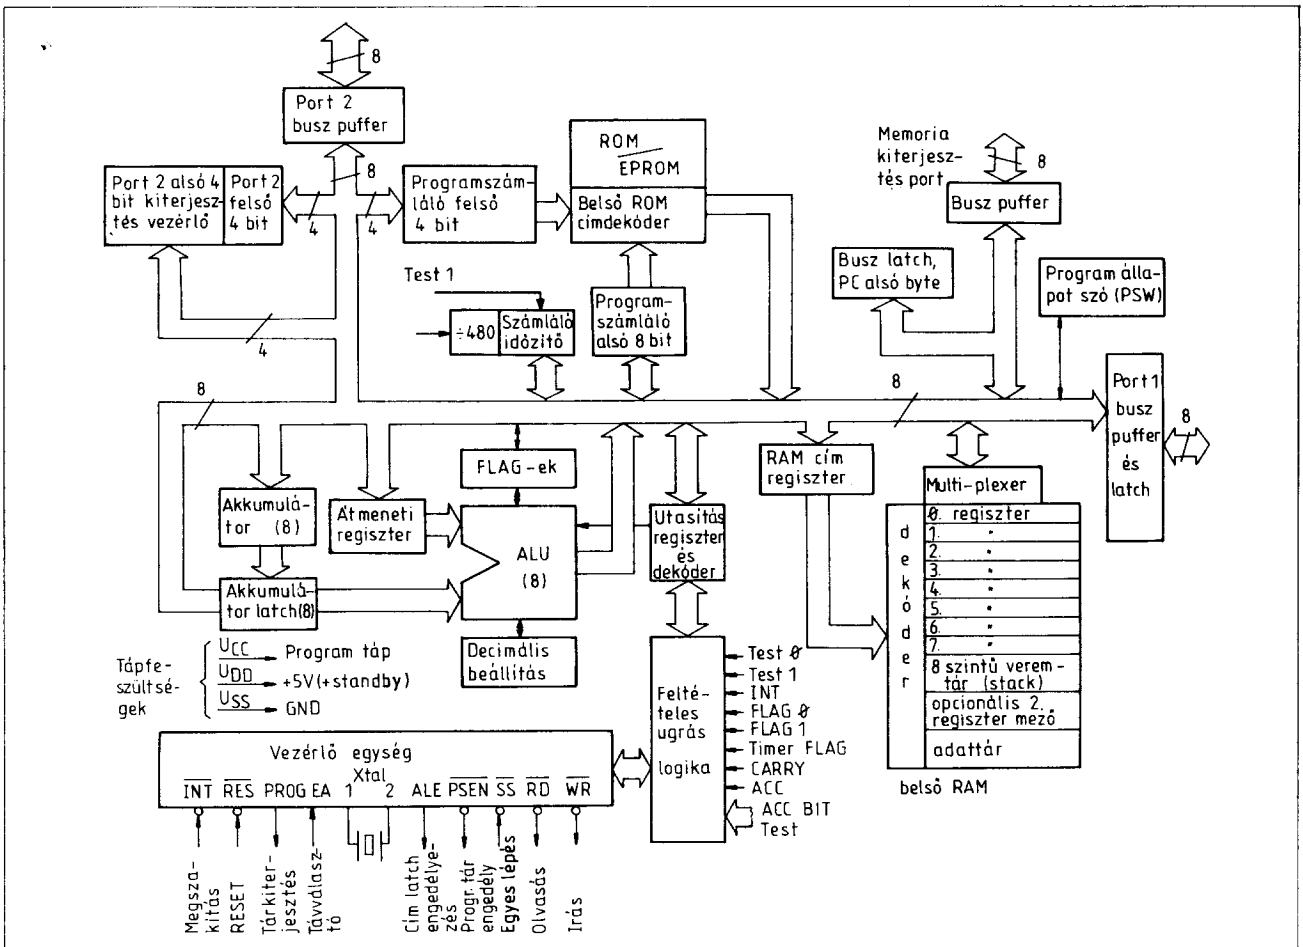 8
Port 2
busz puffer
8
Port 2 alsó 4
bit kiterjesz-
tés vezérlő
Port 2
felső
4 bit
4
4
Programszám-
láló felső
4 bit
ROM
EPROM
Belső ROM
címdekóder
Memoria
kiterjesz-
tés port
8
Busz puffer
Busz latch,
PC alsó byte
Program álla-
pot szó (PSW)
Test 1
÷480
Számláló
időzítő
Program-
számláló
alsó 8 bit
4
8
8
Port 1
busz
puffer
és
latch
8
FLAG-ek
RAM cím
regiszter
Akkumulá-
tor (8)
Átmeneti
regiszter
ALU
(8)
Utasítás
regiszter
és
dekóder
Akkumulá-
tor latch(8)
Decimális
beállítás
Multi-plexer
dekóder
0. regiszter
1. "
2. "
3. "
4. "
5. "
6. "
7. "
8 szintű verem-
tár (stack)
opcionális 2.
regiszter mező
adattár
belső RAM
Tápfe-
szültsé-
gek
UCC
Program táp
UDD
+5V(+standby)
USS
GND
Felté-
teles
ugrás
logika
Test 0
Test 1
INT
FLAG 0
FLAG 1
Timer FLAG
CARRY
ACC
ACC BIT
Test
Vezérlő egység
Xtal
INT RES PROG EA 1 2 ALE PSEN SS RD WR
Megsza-
kítás
RESET
Tárkiter-
jesztés
Távválasz-
tó
Cím latch
engedélye-
zés
Progr. tár
engedély
Egyes lépés
Olvasás
Irás